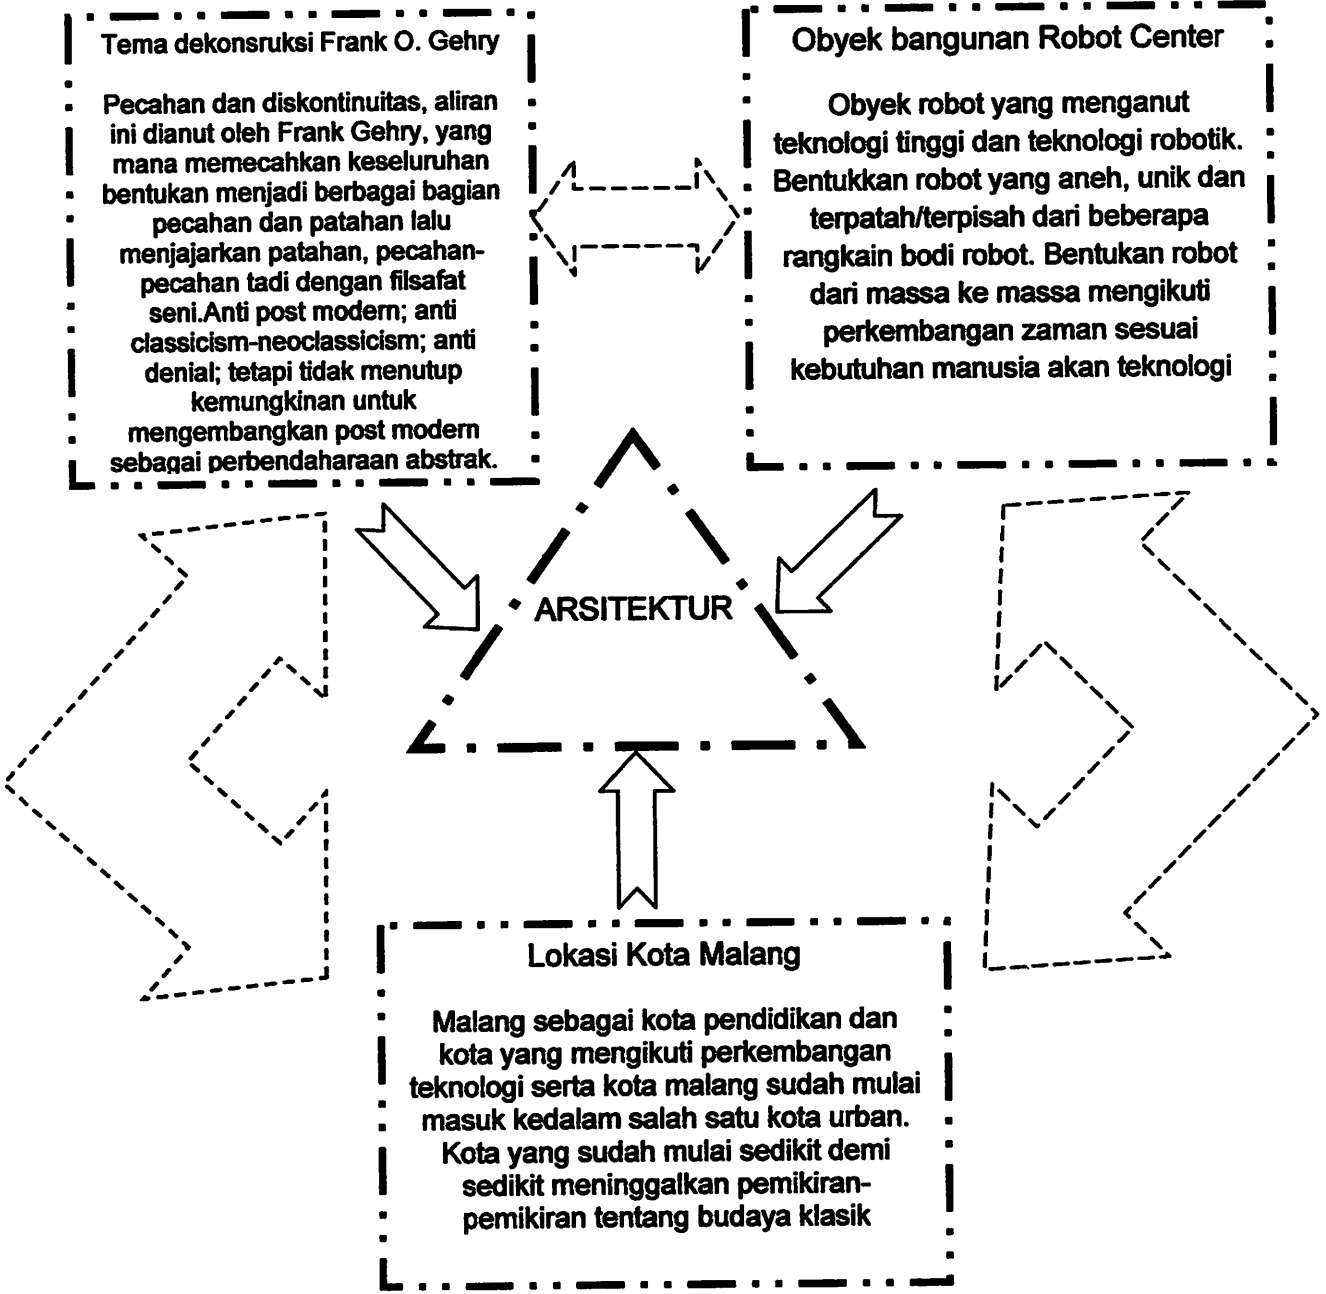 Tema dekonsruksi Frank O. Gehry
Pecahan dan diskontinuitas, aliran
ini dianut oleh Frank Gehry, yang
mana memecahkan keseluruhan
bentukan menjadi berbagai bagian
pecahan dan patahan lalu
menjajarkan patahan, pecahan-
pecahan tadi dengan filsafat
seni.Anti post modern; anti
classicism-neoclassicism; anti
denial; tetapi tidak menutup
kemungkinan untuk
mengembangkan post modern
sebagai perbendaharaan abstrak.
Obyek bangunan Robot Center
Obyek robot yang menganut
teknologi tinggi dan teknologi robotik.
Bentukkan robot yang aneh, unik dan
terpatah/terpisah dari beberapa
rangkain bodi robot. Bentukan robot
dari massa ke massa mengikuti
perkembangan zaman sesuai
kebutuhan manusia akan teknologi
ARSITEKTUR
Lokasi Kota Malang
Malang sebagai kota pendidikan dan
kota yang mengikuti perkembangan
teknologi serta kota malang sudah mulai
masuk kedalam salah satu kota urban.
Kota yang sudah mulai sedikit demi
sedikit meninggalkan pemikiran-
pemikiran tentang budaya klasik